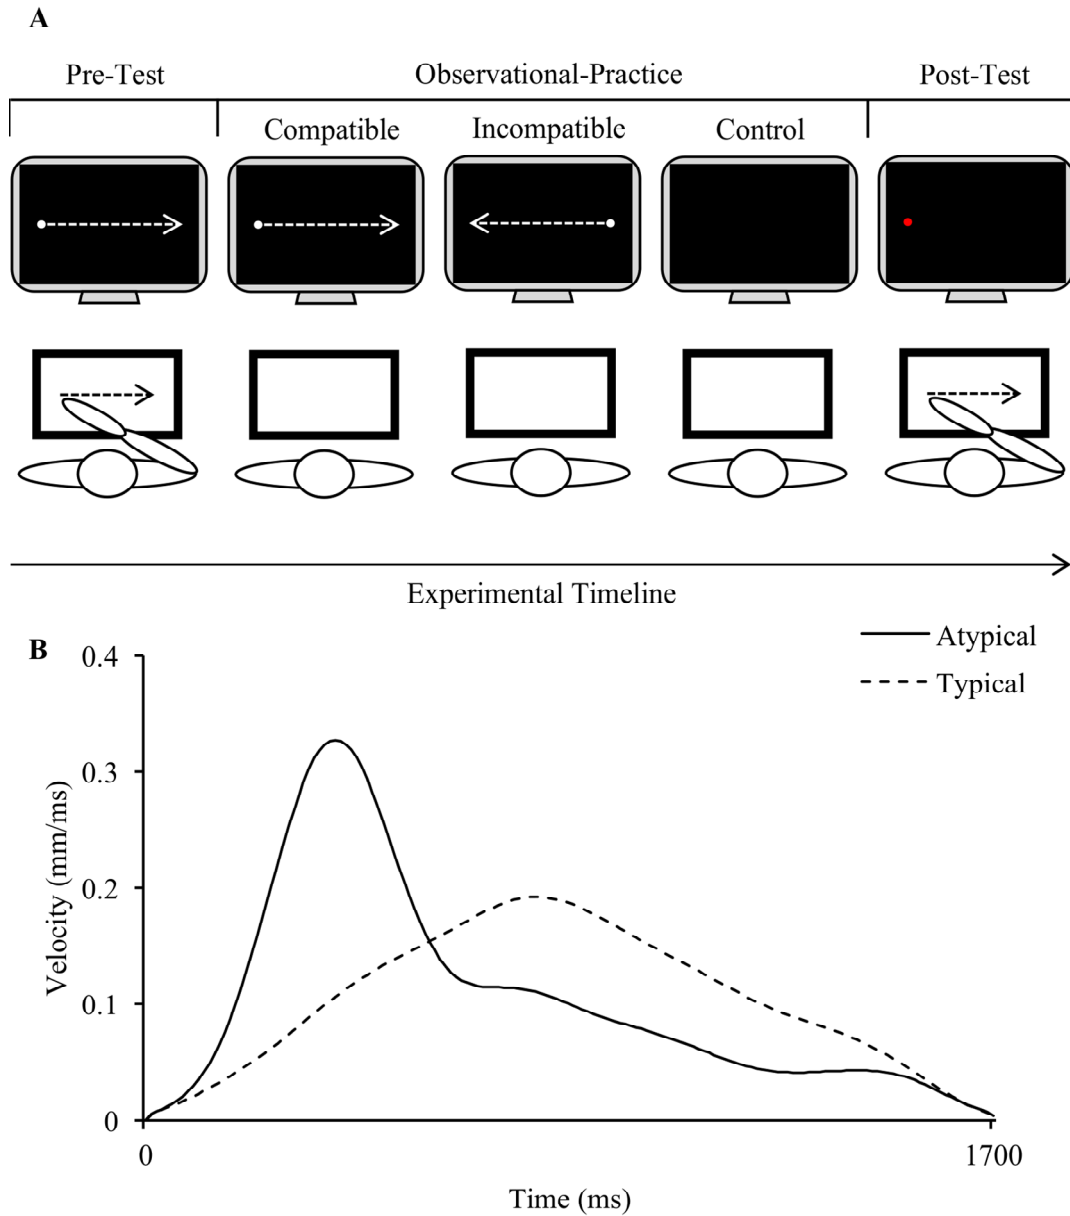 A
Pre-Test
Observational-Practice
Post-Test
Compatible
Incompatible
Control
Experimental Timeline
B
Atypical
Typical
0.4
0.3
0.2
0.1
0
Velocity (mm/ms)
0
1700
Time (ms)